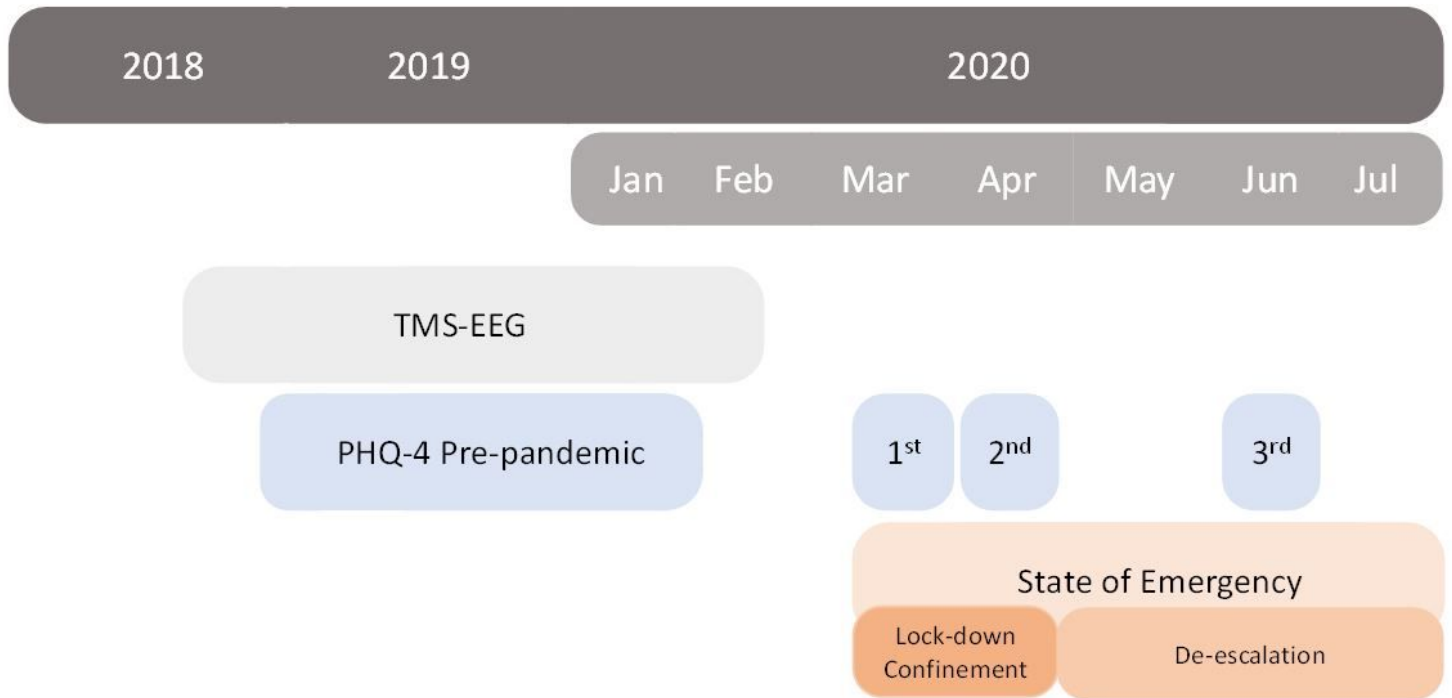 2018 2019 2020
Jan Feb Mar Apr May Jun Jul
TMS-EEG
PHQ-4 Pre-pandemic 1st 2nd 3rd
State of Emergency
Lock-down
Confinement
De-escalation